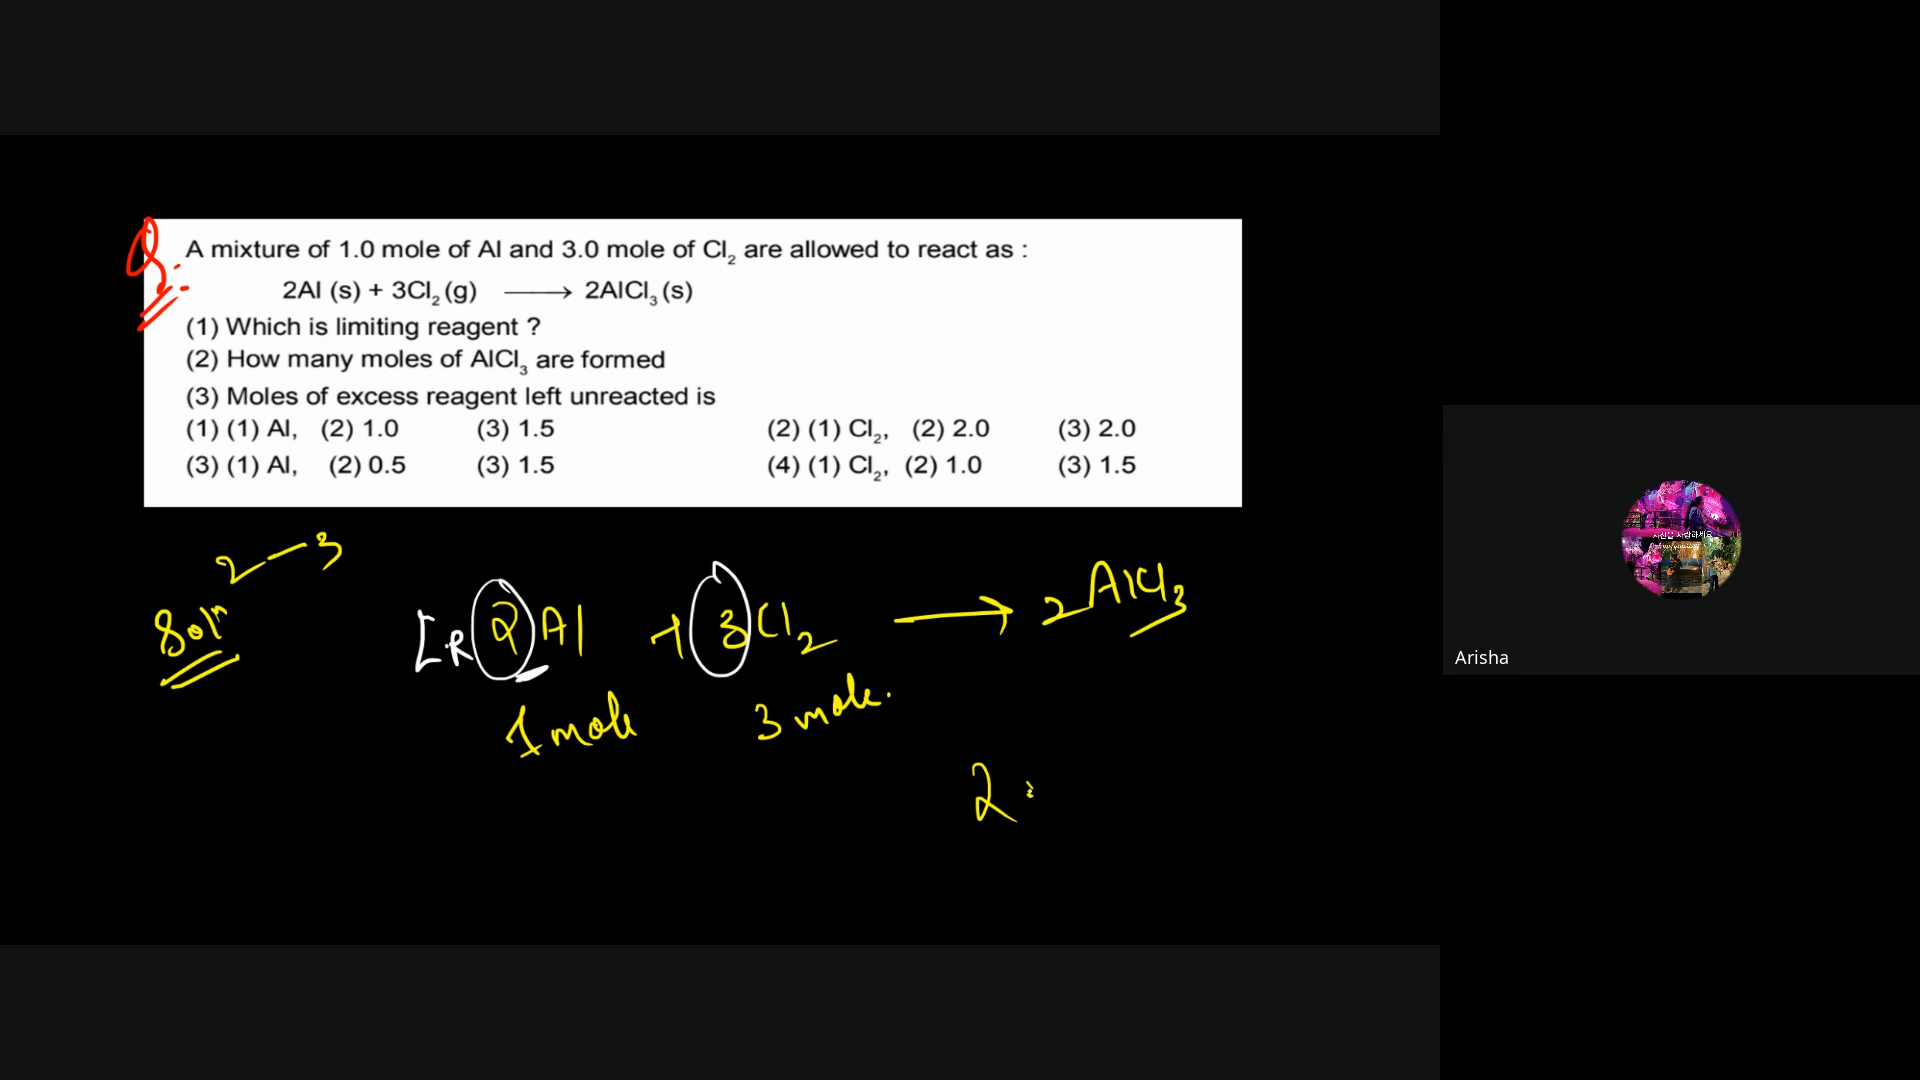 Q.
A mixture of 1.0 mole of Al and 3.0 mole of Cl₂ are allowed to react as :
2Al (s) + 3Cl₂ (g) ⟶ 2AlCl₃ (s)
(1) Which is limiting reagent ?
(2) How many moles of AlCl₃ are formed
(3) Moles of excess reagent left unreacted is
(1) (1) Al, (2) 1.0 (3) 1.5 (2) (1) Cl₂, (2) 2.0 (3) 2.0
(3) (1) Al, (2) 0.5 (3) 1.5 (4) (1) Cl₂, (2) 1.0 (3) 1.5
2 — 3
Solⁿ
L.R 2Al + 3Cl₂ ⟶ 2AlCl₃
1 mole 3 mole.
2
Arisha